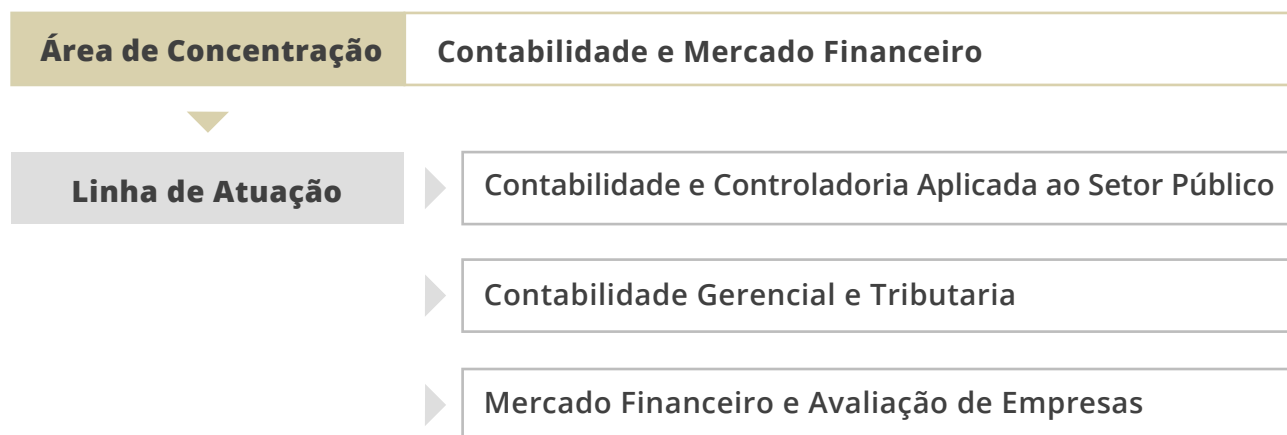 Área de Concentração
Contabilidade e Mercado Financeiro
Linha de Atuação
Contabilidade e Controladoria Aplicada ao Setor Público
Contabilidade Gerencial e Tributaria
Mercado Financeiro e Avaliação de Empresas